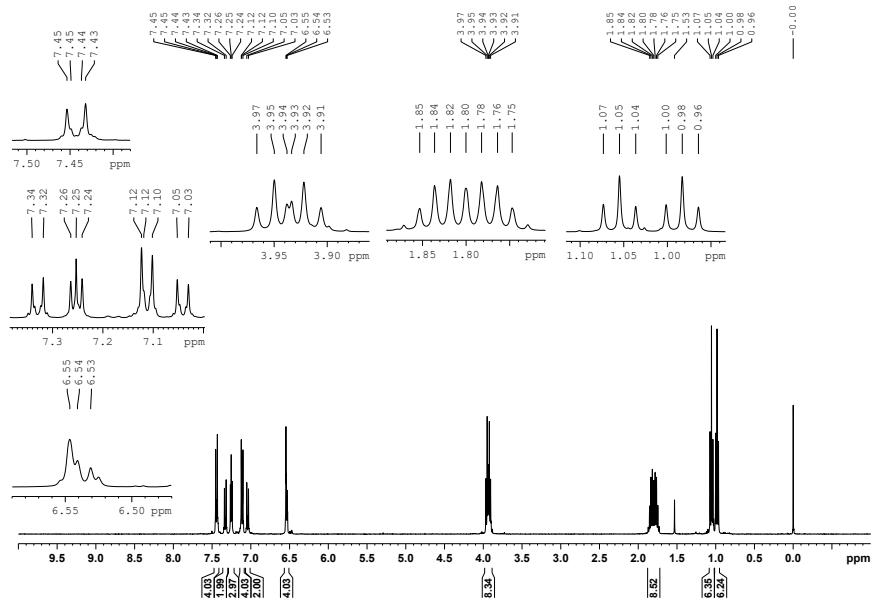 7.45 7.45 7.44 7.43
7.45 7.45 7.44 7.43 7.34 7.32 7.26 7.25 7.24 7.12 7.12 7.10 7.05 7.03 6.55 6.54 6.53
3.97 3.95 3.94 3.93 3.92 3.91
1.85 1.84 1.82 1.80 1.78 1.76 1.75 1.53 1.07 1.05 1.04 1.00 0.98 0.96
-0.00
7.50 7.45 ppm
3.97 3.95 3.94 3.93 3.92 3.91
3.95 3.90 ppm
1.85 1.84 1.82 1.80 1.78 1.76 1.75
1.85 1.80 ppm
1.07 1.05 1.04 1.00 0.98 0.96
1.10 1.05 1.00 ppm
7.34 7.32 7.26 7.25 7.24 7.12 7.12 7.10 7.05 7.03
7.3 7.2 7.1 ppm
6.55 6.54 6.53
6.55 6.50 ppm
9.5 9.0 8.5 8.0 7.5 7.0 6.5 6.0 5.5 5.0 4.5 4.0 3.5 3.0 2.5 2.0 1.5 1.0 0.5 0.0 ppm
4.03 1.99 2.97 4.03 2.00 4.03 8.34 8.52 6.35 6.24